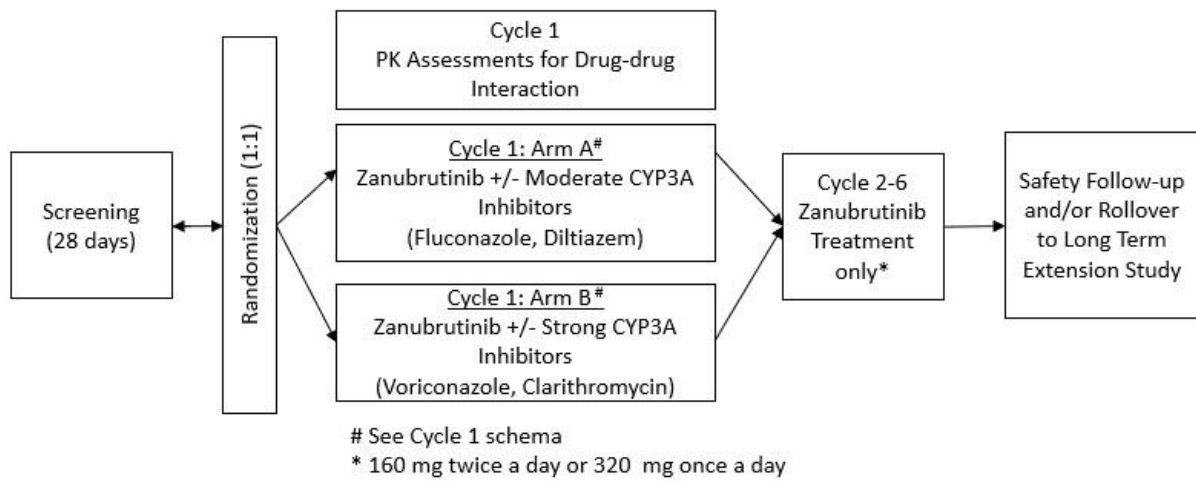 Screening
(28 days)
Randomization (1:1)
Cycle 1
PK Assessments for Drug-drug
Interaction
Cycle 1: Arm A#
Zanubrutinib +/- Moderate CYP3A
Inhibitors
(Fluconazole, Diltiazem)
Cycle 1: Arm B#
Zanubrutinib +/- Strong CYP3A
Inhibitors
(Voriconazole, Clarithromycin)
Cycle 2-6
Zanubrutinib
Treatment
only*
Safety Follow-up
and/or Rollover
to Long Term
Extension Study
# See Cycle 1 schema
* 160 mg twice a day or 320 mg once a day